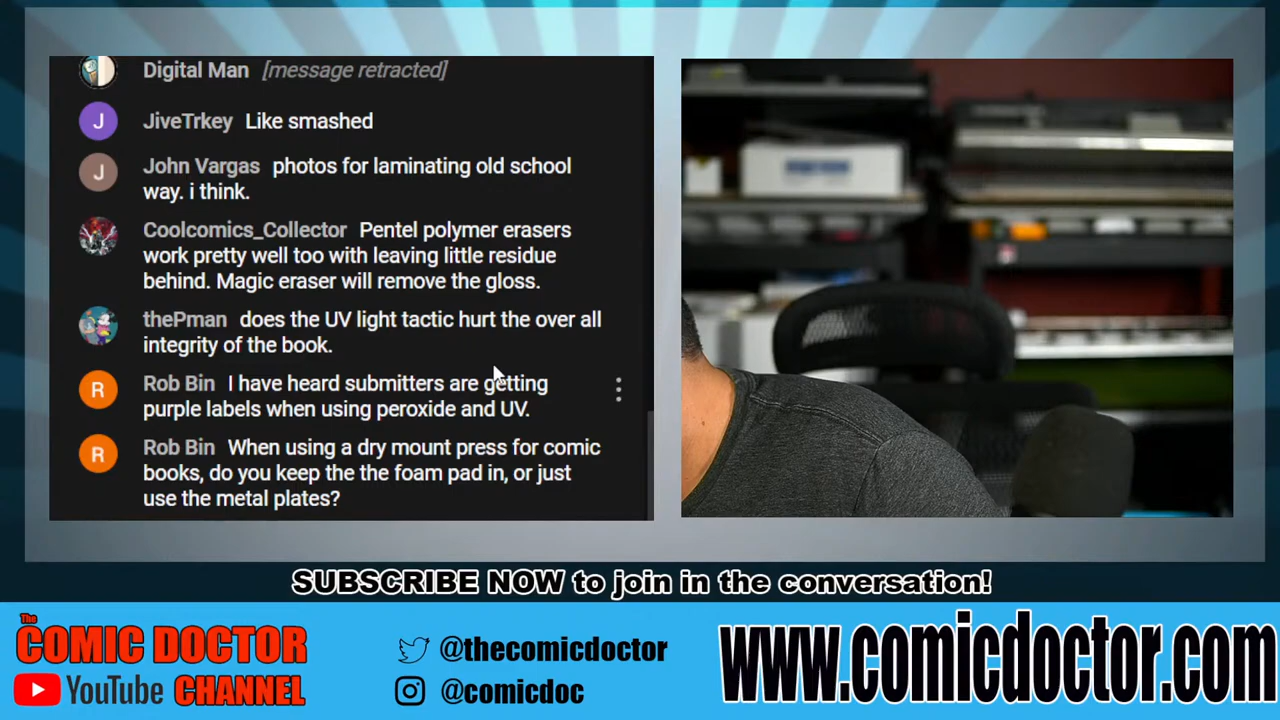 Digital Man [message retracted]
J JiveTrkey Like smashed
J John Vargas photos for laminating old school
way. i think.
Coolcomics_Collector Pentel polymer erasers
work pretty well too with leaving little residue
behind. Magic eraser will remove the gloss.
thePman does the UV light tactic hurt the over all
integrity of the book.
R Rob Bin I have heard submitters are getting
purple labels when using peroxide and UV.
R Rob Bin When using a dry mount press for comic
books, do you keep the the foam pad in, or just
use the metal plates?
SUBSCRIBE NOW to join in the conversation!
The
COMIC DOCTOR
YouTube CHANNEL
@thecomicdoctor
@comicdoc
www.comicdoctor.com